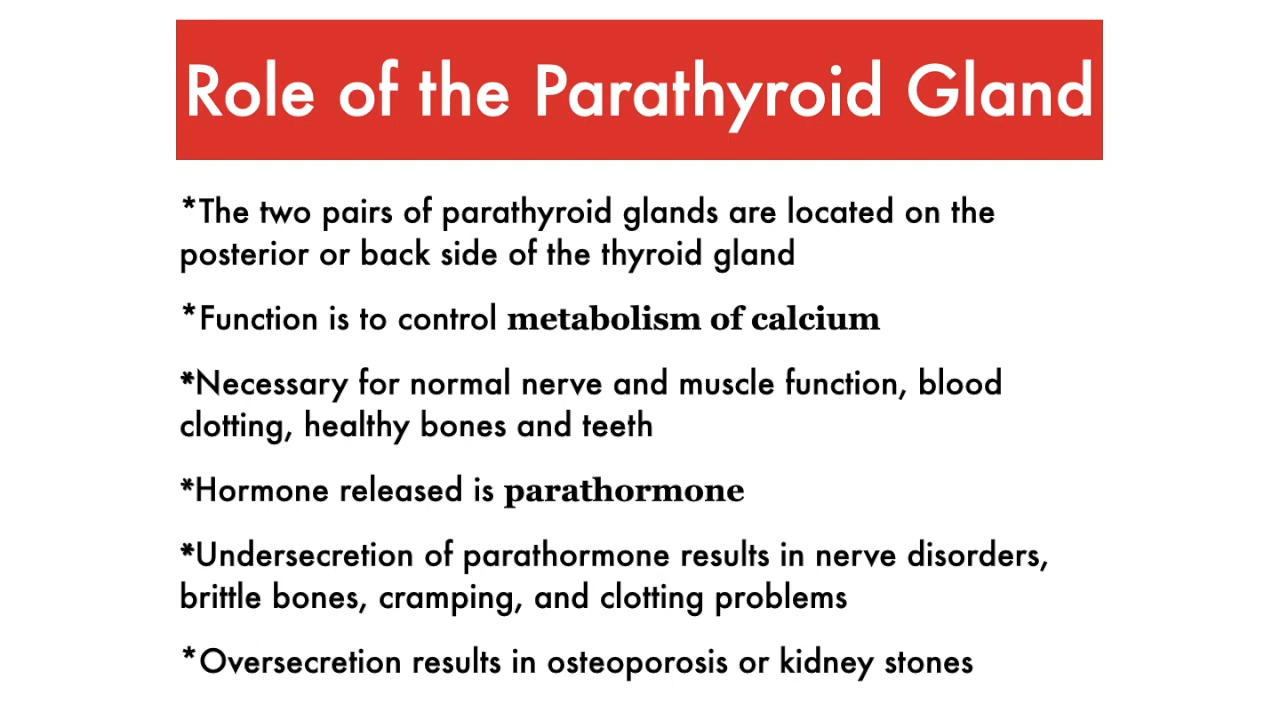 Role of the Parathyroid Gland
*The two pairs of parathyroid glands are located on the
posterior or back side of the thyroid gland
*Function is to control metabolism of calcium
*Necessary for normal nerve and muscle function, blood
clotting, healthy bones and teeth
*Hormone released is parathormone
*Undersecretion of parathormone results in nerve disorders,
brittle bones, cramping, and clotting problems
*Oversecretion results in osteoporosis or kidney stones